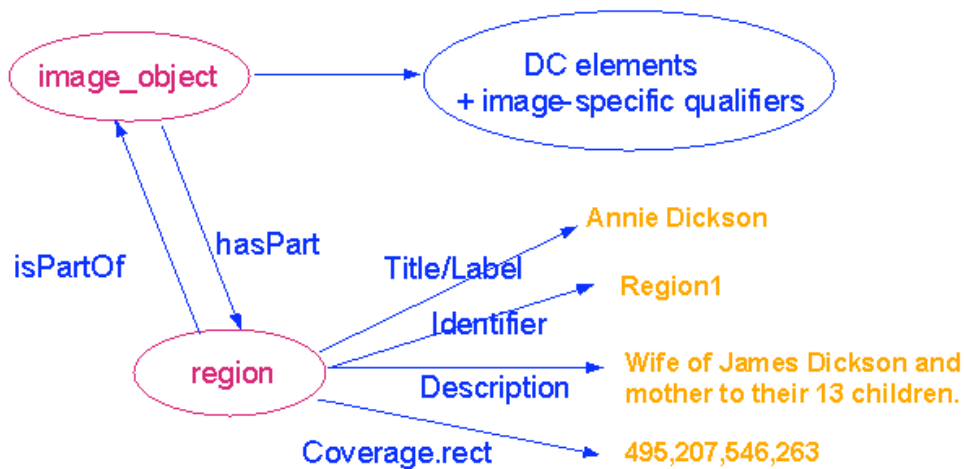 image_object
DC elements
+ image-specific qualifiers
isPartOf
hasPart
Title/Label
Annie Dickson
Identifier
Region1
region
Description
Wife of James Dickson and
mother to their 13 children.
Coverage.rect
495,207,546,263